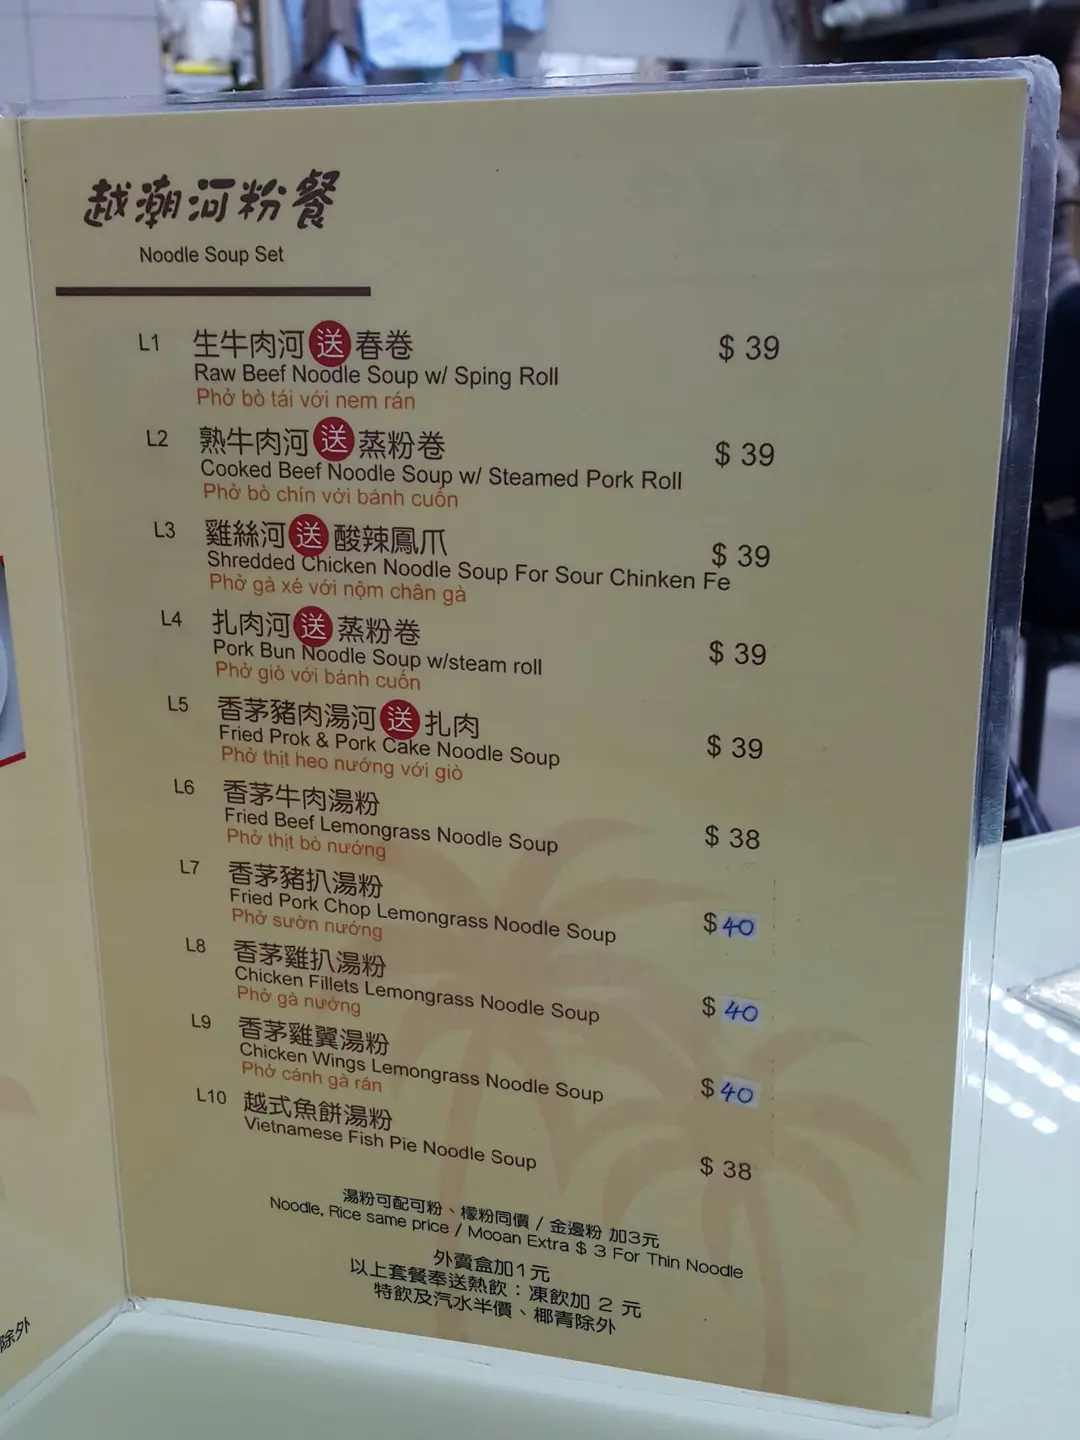 越潮河粉餐
Noodle Soup Set
L1 生牛肉河 送 春卷 $ 39
Raw Beef Noodle Soup w/ Sping Roll
Phở bò tái với nem rán
L2 熟牛肉河 送 蒸粉卷 $ 39
Cooked Beef Noodle Soup w/ Steamed Pork Roll
Phở bò chín với bánh cuốn
L3 雞絲河 送 酸辣鳳爪 $ 39
Shredded Chicken Noodle Soup For Sour Chinken Fe
Phở gà xé với nộm chân gà
L4 扎肉河 送 蒸粉卷 $ 39
Pork Bun Noodle Soup w/steam roll
Phở giò với bánh cuốn
L5 香茅豬肉湯河 送 扎肉 $ 39
Fried Prok & Pork Cake Noodle Soup
Phở thịt heo nướng với giò
L6 香茅牛肉湯粉 $ 38
Fried Beef Lemongrass Noodle Soup
Phở thịt bò nướng
L7 香茅豬扒湯粉 $ 40
Fried Pork Chop Lemongrass Noodle Soup
Phở sườn nướng
L8 香茅雞扒湯粉 $ 40
Chicken Fillets Lemongrass Noodle Soup
Phớ gà nướng
L9 香茅雞翼湯粉 $ 40
Chicken Wings Lemongrass Noodle Soup
Phở cánh gà rán
L10 越式魚餅湯粉 $ 38
Vietnamese Fish Pie Noodle Soup
湯粉可配可粉、檬粉同價 / 金邊粉 加3元
Noodle, Rice same price / Mooan Extra $ 3 For Thin Noodle
外賣盒加1元
以上套餐奉送熱飲：凍飲加 2 元
特飲及汽水半價、椰青除外
除外